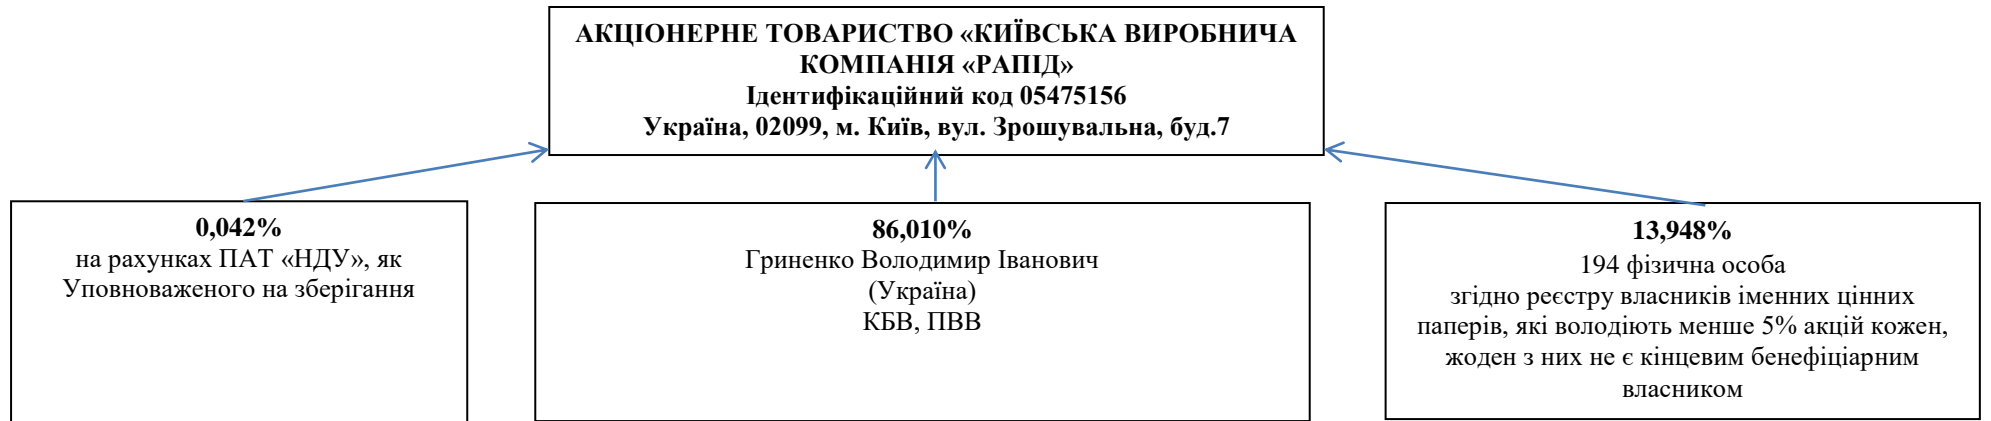 АКЦІОНЕРНЕ ТОВАРИСТВО «КИЇВСЬКА ВИРОБНИЧА
КОМПАНІЯ «РАПІД»
Ідентифікаційний код 05475156
Україна, 02099, м. Київ, вул. Зрошувальна, буд.7
0,042%
на рахунках ПАТ «НДУ», як
Уповноваженого на зберігання
86,010%
Гриненко Володимир Іванович
(Україна)
КБВ, ПВВ
13,948%
194 фізична особа
згідно реєстру власників іменних цінних
паперів, які володіють менше 5% акцій кожен,
жоден з них не є кінцевим бенефіціарним
власником